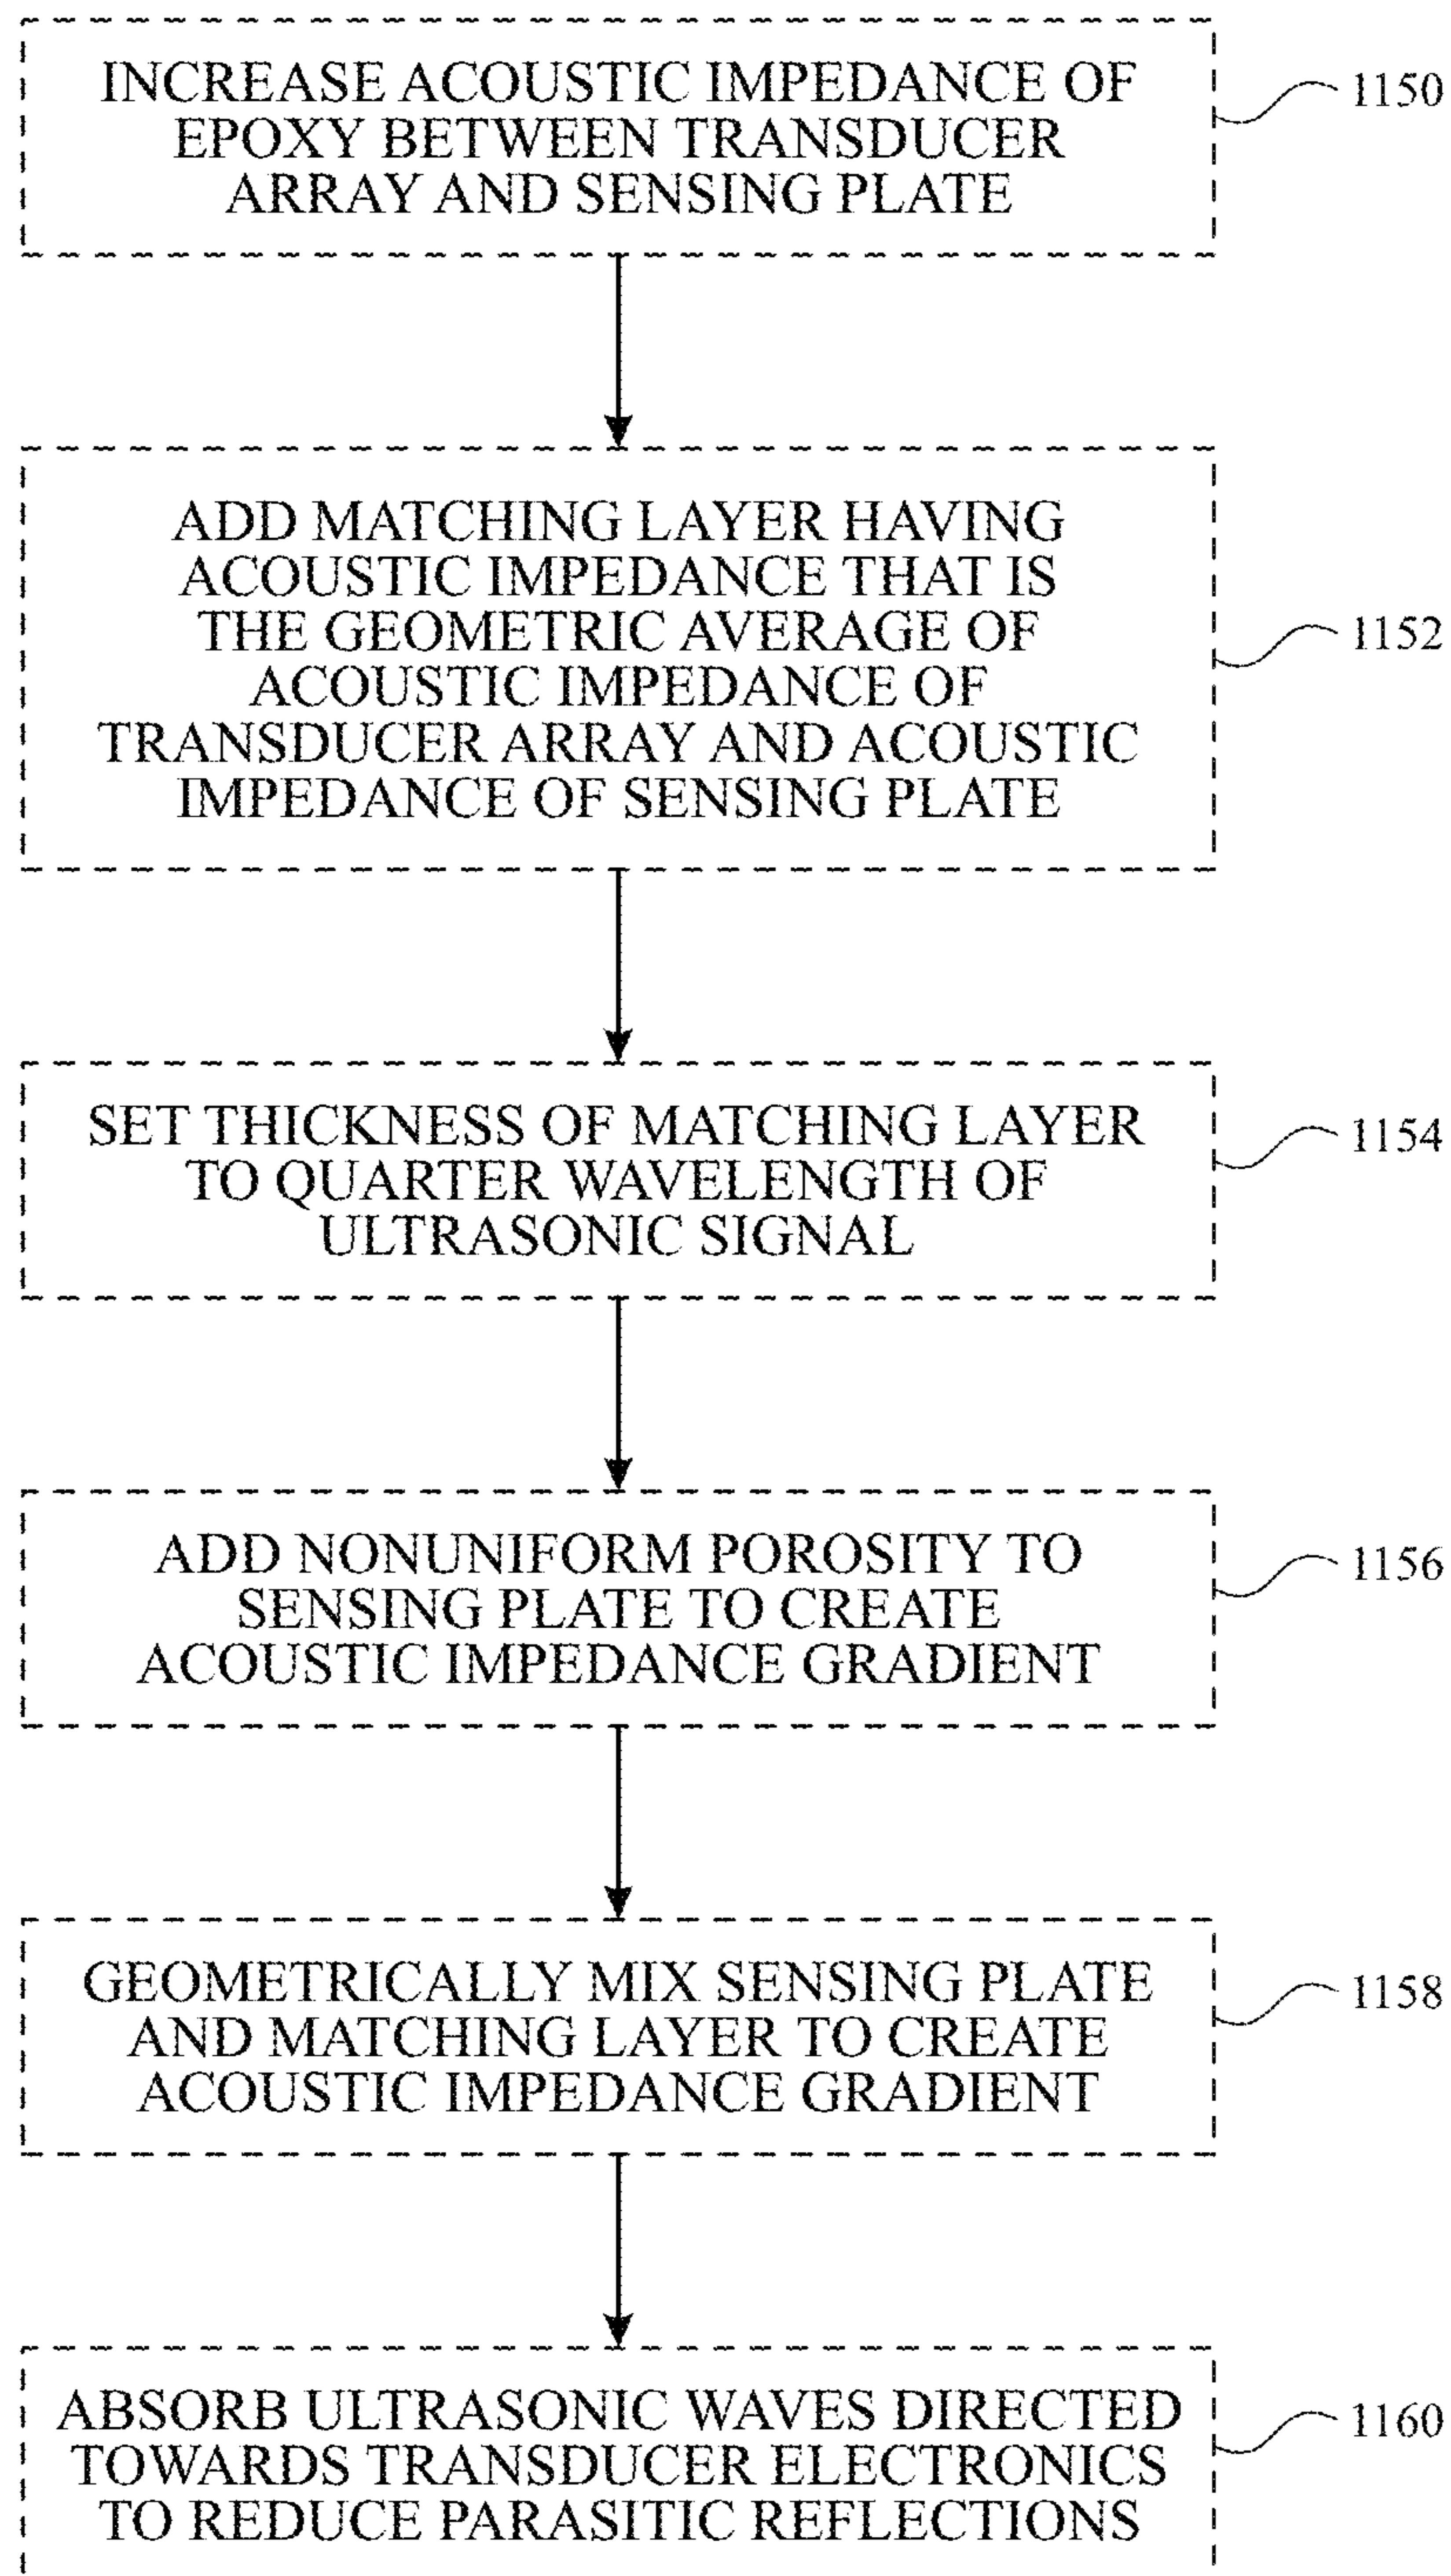 INCREASE ACOUSTIC IMPEDANCE OF
EPOXY BETWEEN TRANSDUCER
ARRAY AND SENSING PLATE
1150
ADD MATCHING LAYER HAVING
ACOUSTIC IMPEDANCE THAT IS
THE GEOMETRIC AVERAGE OF
ACOUSTIC IMPEDANCE OF
TRANSDUCER ARRAY AND ACOUSTIC
IMPEDANCE OF SENSING PLATE
1152
SET THICKNESS OF MATCHING LAYER
TO QUARTER WAVELENGTH OF
ULTRASONIC SIGNAL
1154
ADD NONUNIFORM POROSITY TO
SENSING PLATE TO CREATE
ACOUSTIC IMPEDANCE GRADIENT
1156
GEOMETRICALLY MIX SENSING PLATE
AND MATCHING LAYER TO CREATE
ACOUSTIC IMPEDANCE GRADIENT
1158
ABSORB ULTRASONIC WAVES DIRECTED
TOWARDS TRANSDUCER ELECTRONICS
TO REDUCE PARASITIC REFLECTIONS
1160